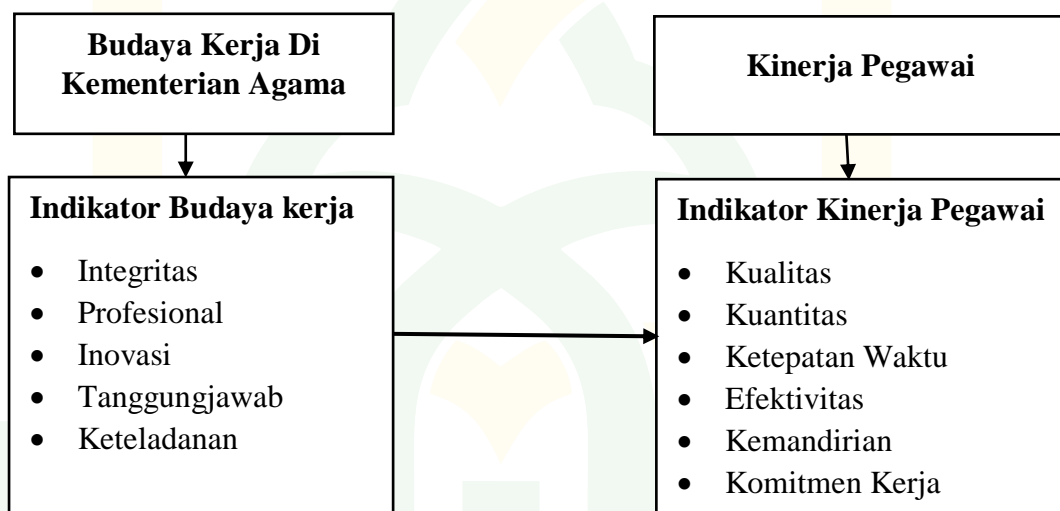 Budaya Kerja Di
Kementerian Agama
Kinerja Pegawai
Indikator Budaya kerja
• Integritas
• Profesional
• Inovasi
• Tanggungjawab
• Keteladanan
Indikator Kinerja Pegawai
• Kualitas
• Kuantitas
• Ketepatan Waktu
• Efektivitas
• Kemandirian
• Komitmen Kerja